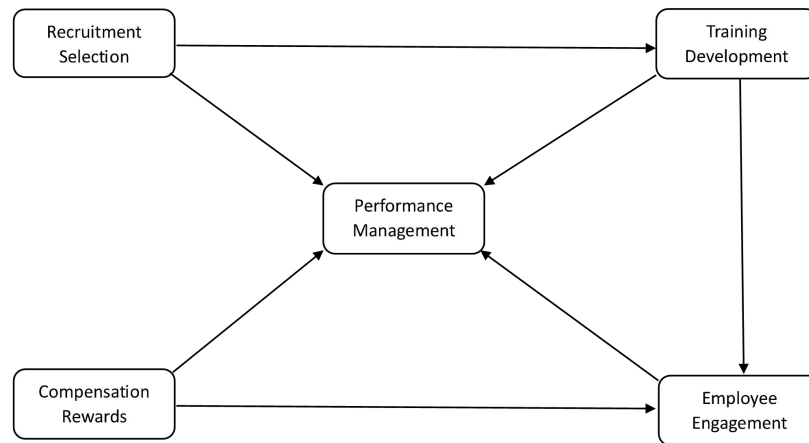 Recruitment
Selection
Training
Development
Performance
Management
Compensation
Rewards
Employee
Engagement